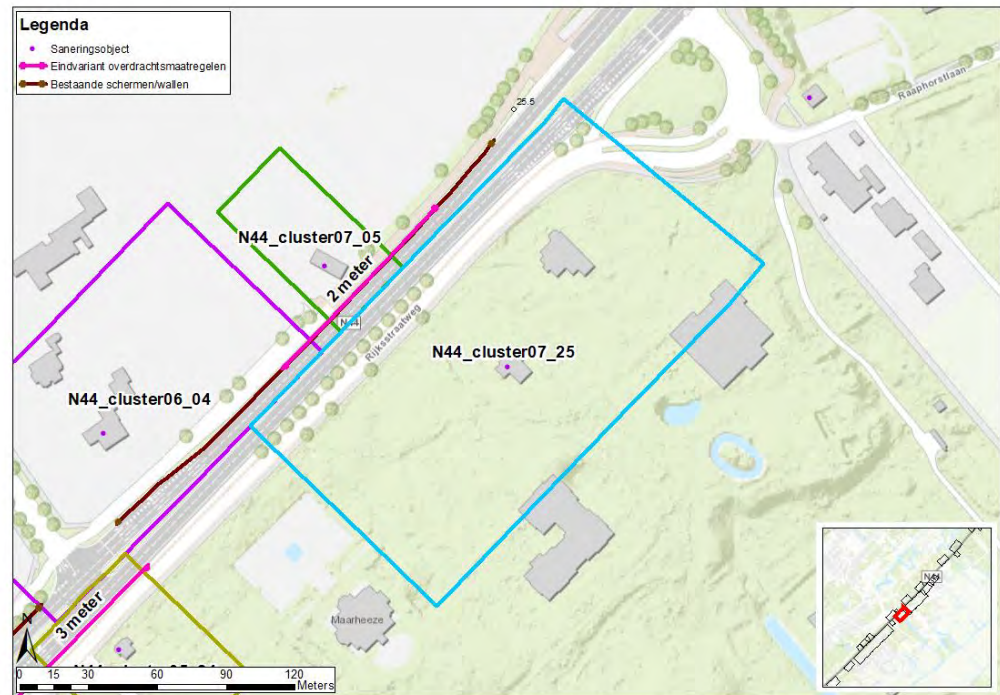 Legenda
Saneringsobject
Eindvariant overdrachtsmaatregelen
Bestaande schermen/wallen
25.5
Raaphorstlaan
N44_cluster07_05
2 meter
N44
Rijksstraatweg
N44_cluster07_25
N44_cluster06_04
3 meter
Maarheeze
N44
0 15 30 60 90 120
Meters